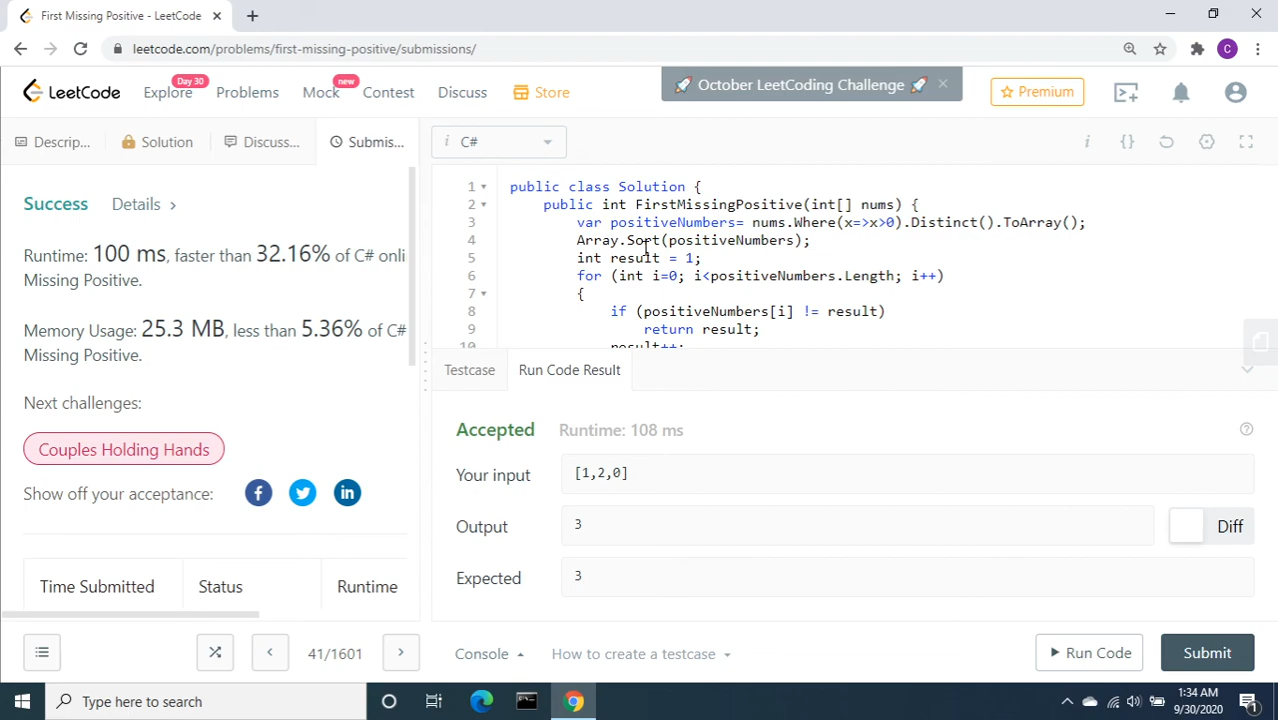 First Missing Positive - LeetCode
leetcode.com/problems/first-missing-positive/submissions/
C
LeetCode
Explore
Day 30
Problems
Mock
new
Contest
Discuss
Store
🚀 October LeetCoding Challenge 🚀
Premium
Descrip...
Solution
Discuss...
Submis...
i C#
i {}
Success Details >
Runtime: 100 ms, faster than 32.16% of C# onli
Missing Positive.
Memory Usage: 25.3 MB, less than 5.36% of C#
Missing Positive.
Next challenges:
Couples Holding Hands
Show off your acceptance:
Time Submitted Status Runtime
1 public class Solution {
2 public int FirstMissingPositive(int[] nums) {
3 var positiveNumbers= nums.Where(x=>x>0).Distinct().ToArray();
4 Array.Sort(positiveNumbers);
5 int result = 1;
6 for (int i=0; i<positiveNumbers.Length; i++)
7 {
8 if (positiveNumbers[i] != result)
9 return result;
10 result++;
Testcase Run Code Result
Accepted Runtime: 108 ms
Your input [1,2,0]
Output 3
Diff
Expected 3
41/1601
Console
How to create a testcase
Run Code
Submit
Type here to search
1:34 AM
9/30/2020
1